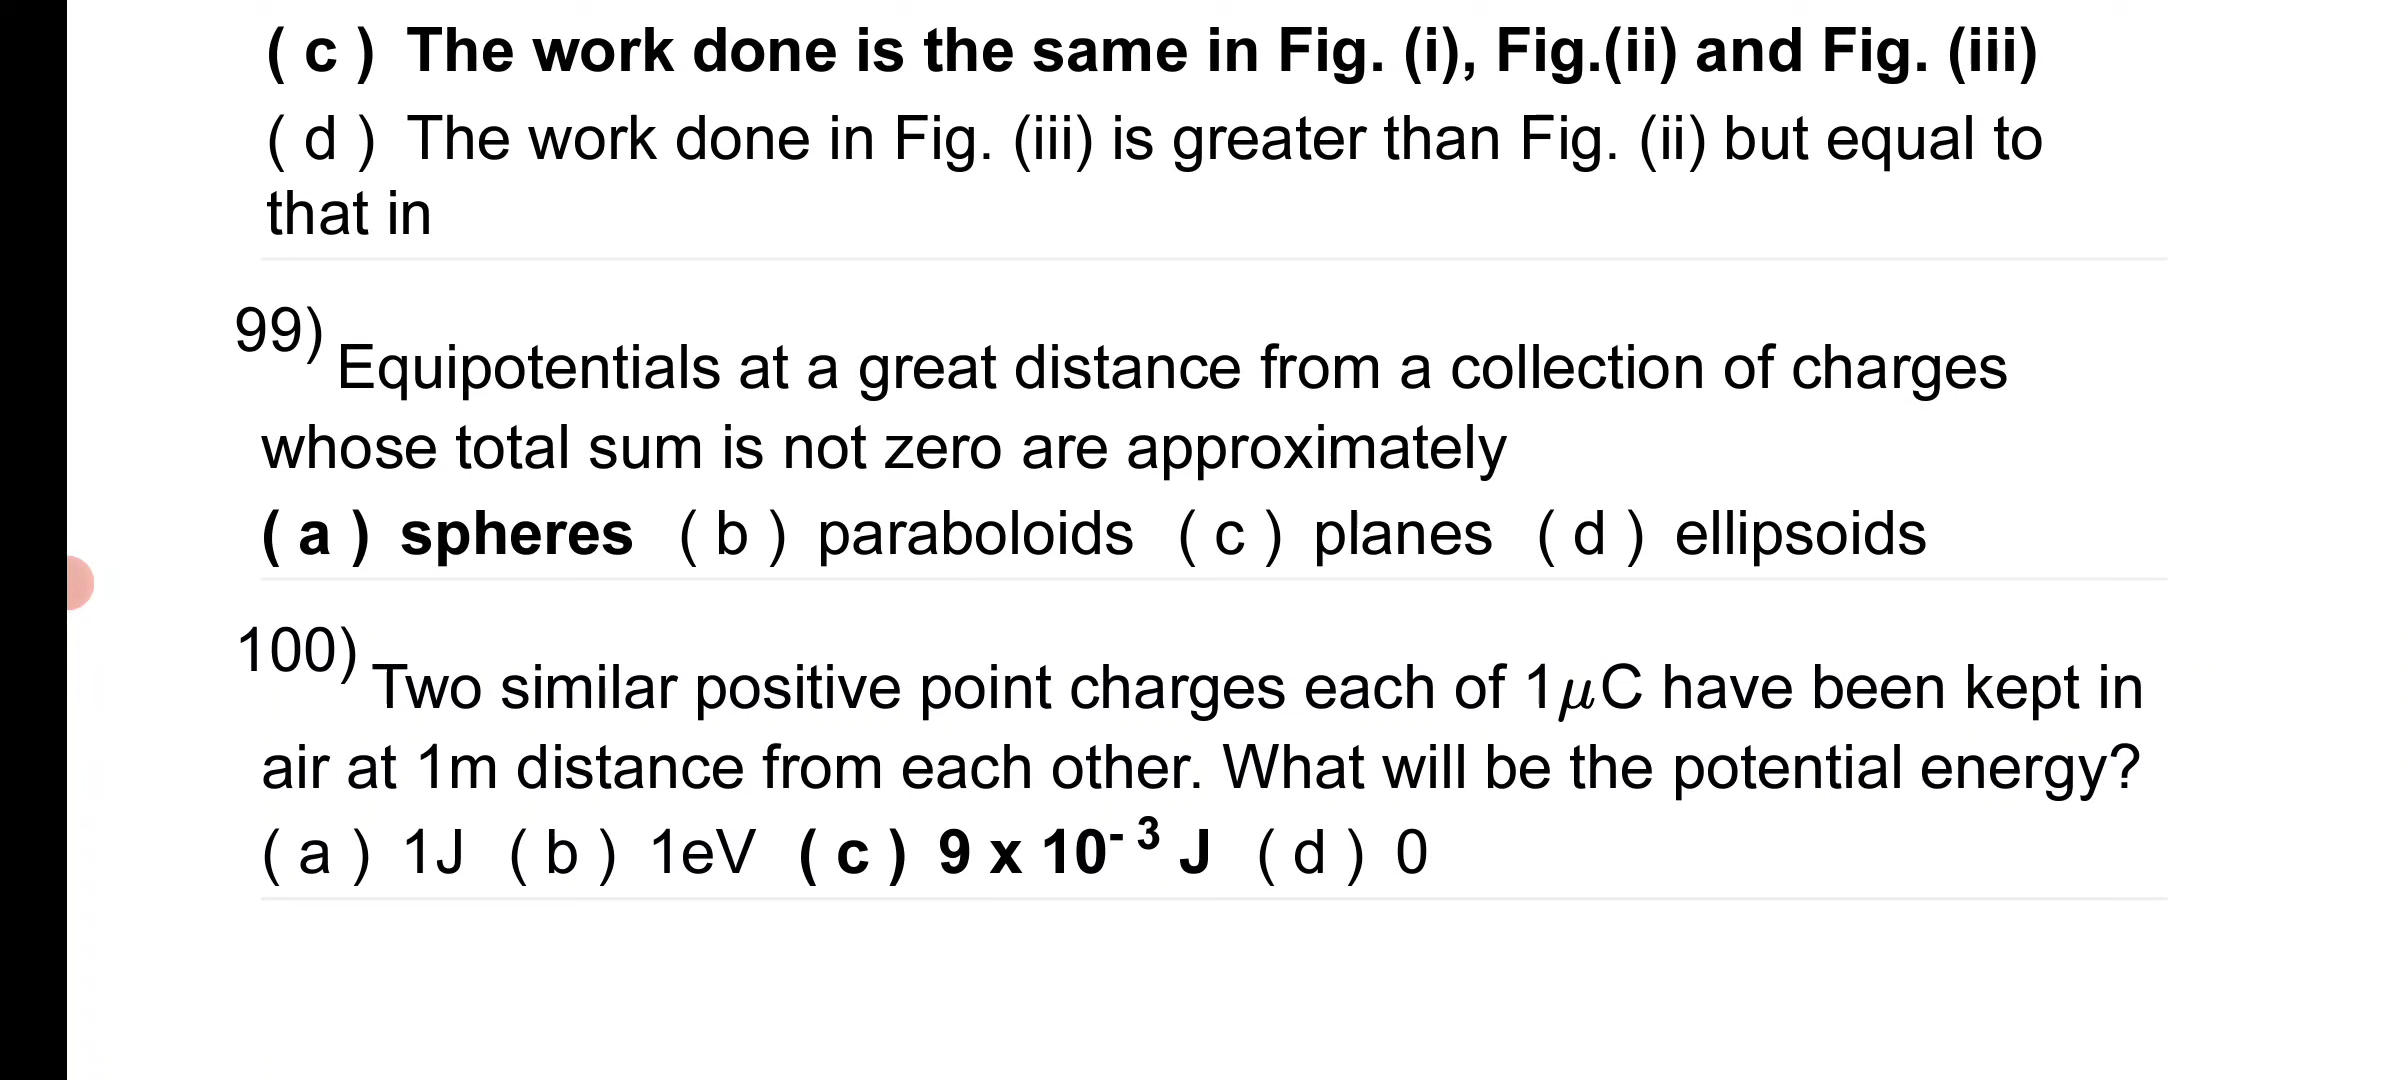 ( c ) The work done is the same in Fig. (i), Fig.(ii) and Fig. (iii)
( d ) The work done in Fig. (iii) is greater than Fig. (ii) but equal to
that in
99) Equipotentials at a great distance from a collection of charges
whose total sum is not zero are approximately
( a ) spheres ( b ) paraboloids ( c ) planes ( d ) ellipsoids
100) Two similar positive point charges each of 1μC have been kept in
air at 1m distance from each other. What will be the potential energy?
( a ) 1J ( b ) 1eV ( c ) 9 x 10⁻³ J ( d ) 0